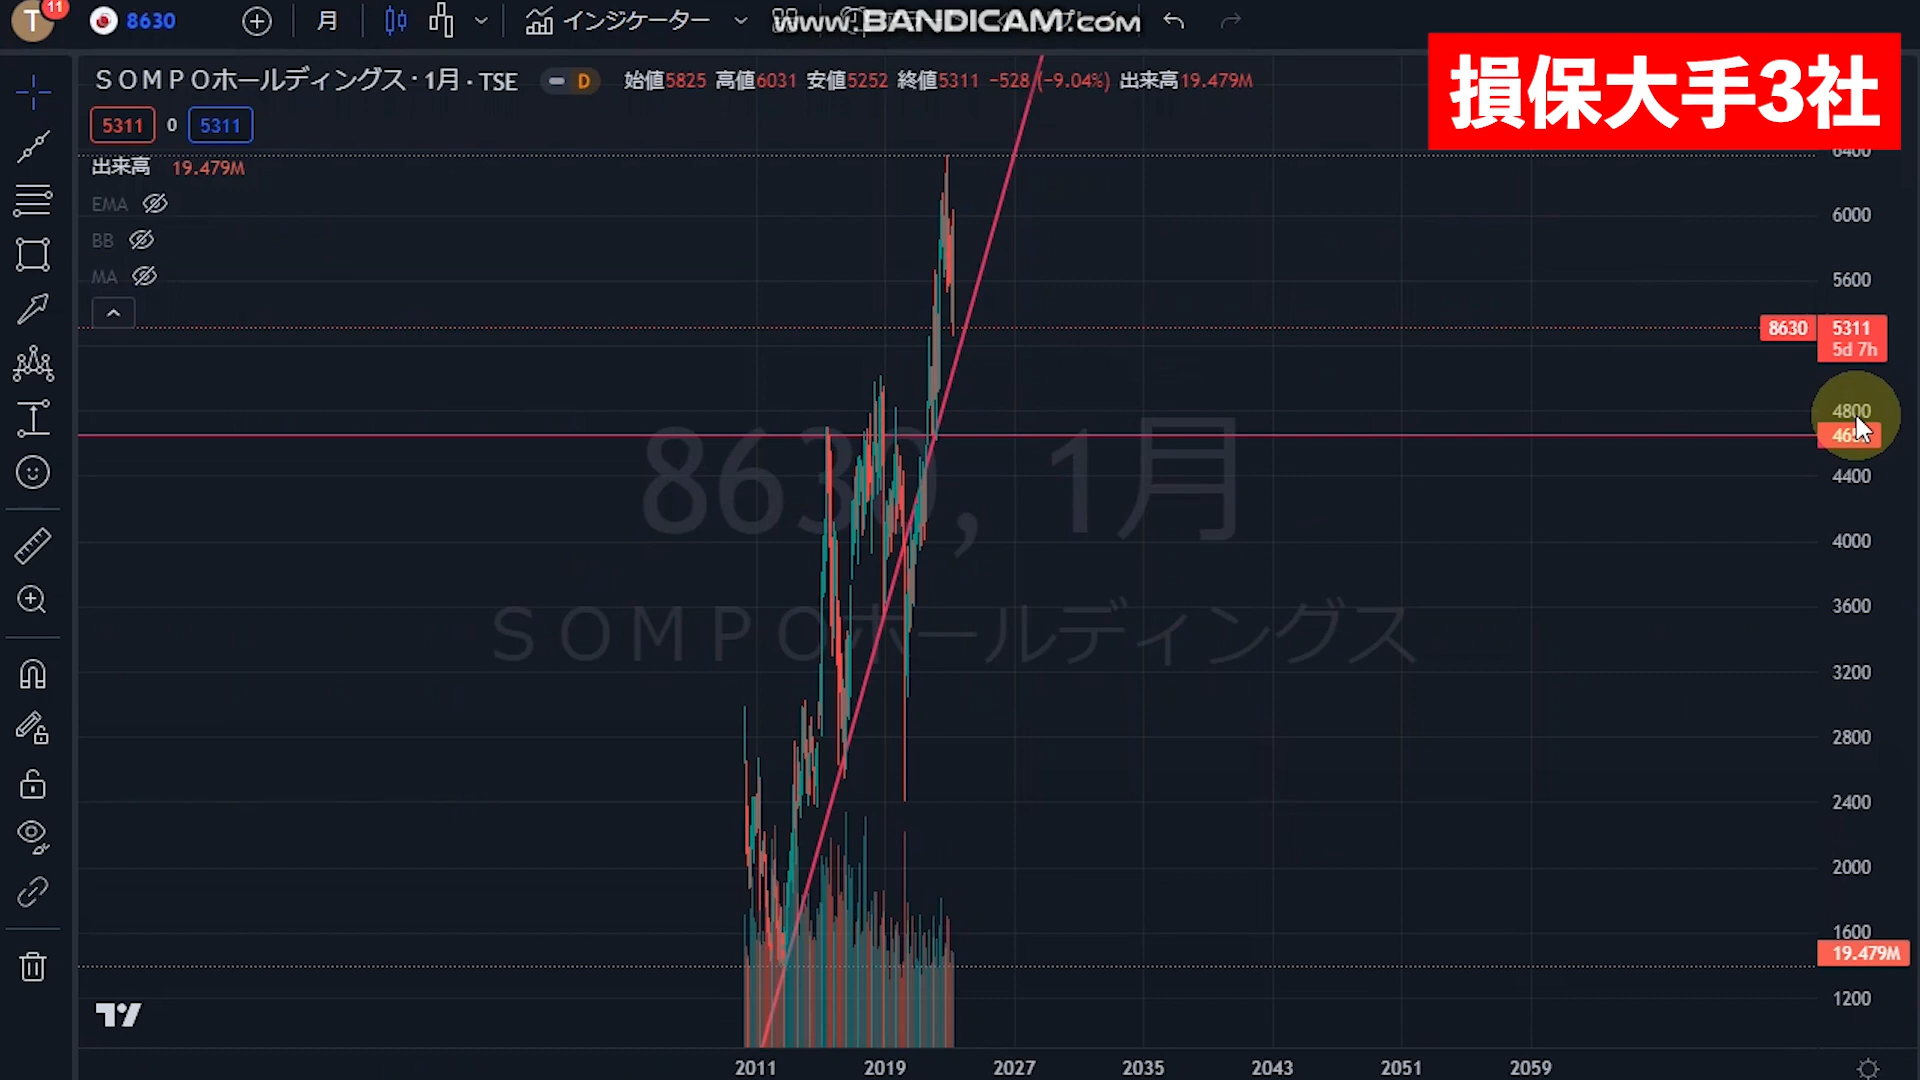 T 11 8630 月 インジケーター www.BANDICAM.com
損保大手3社
ＳＯＭＰＯホールディングス · 1月 · TSE D 始値5825 高値6031 安値5252 終値5311 −528 (−9.04%) 出来高19.479M
5311 0 5311
出来高 19.479M
EMA
BB
MA
6400
6000
5600
8630 5311
5d 7h
4800
4400
4000
3600
3200
2800
2400
2000
1600
19.479M
1200
8630, 1月
ＳＯＭＰＯホールディングス
2011 2019 2027 2035 2043 2051 2059